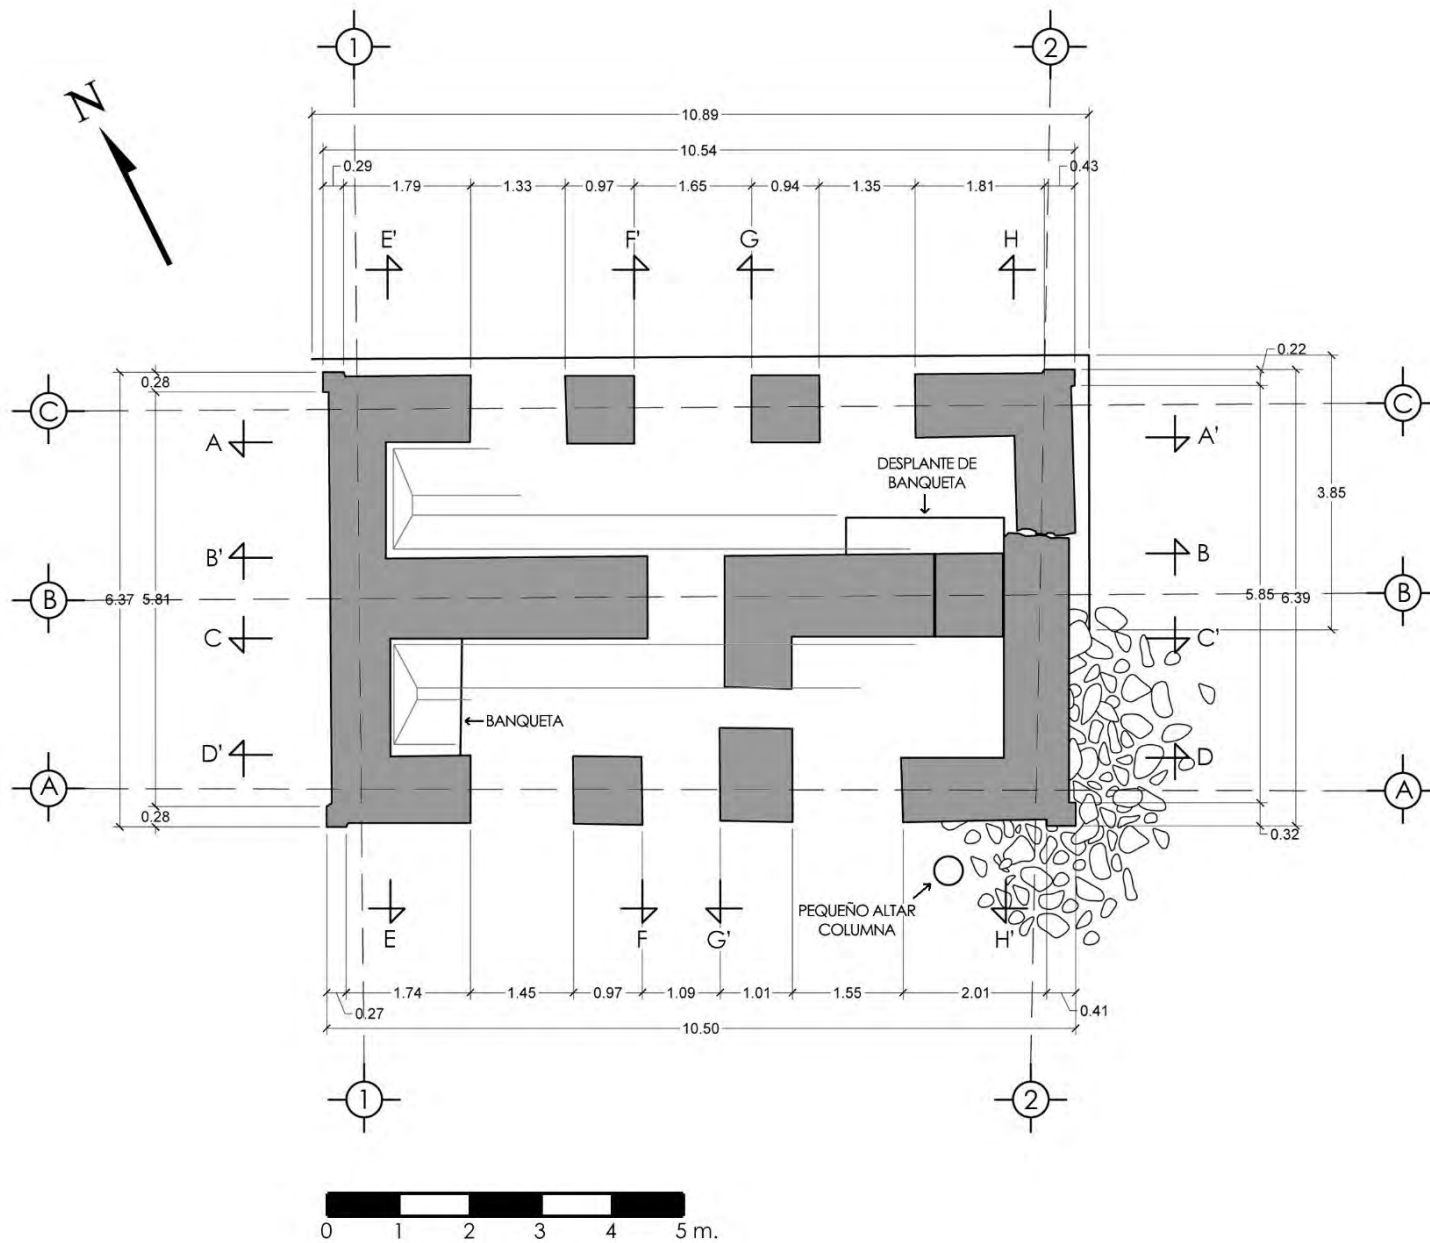 1 2
N
10.89
10.54
0.29 0.43
1.79 1.33 0.97 1.65 0.94 1.35 1.81
E' F' G H
0.22
0.28
C C
A A'
DESPLANTE DE
BANQUETA
3.85
B' B
B 6.37 5.81 5.85 6.39 B
C C'
BANQUETA
D' D
A A
0.28
0.32
PEQUEÑO ALTAR
COLUMNA
E F G' H'
1.74 1.45 0.97 1.09 1.01 1.55 2.01
0.27 0.41
10.50
1 2
0 1 2 3 4 5 m.